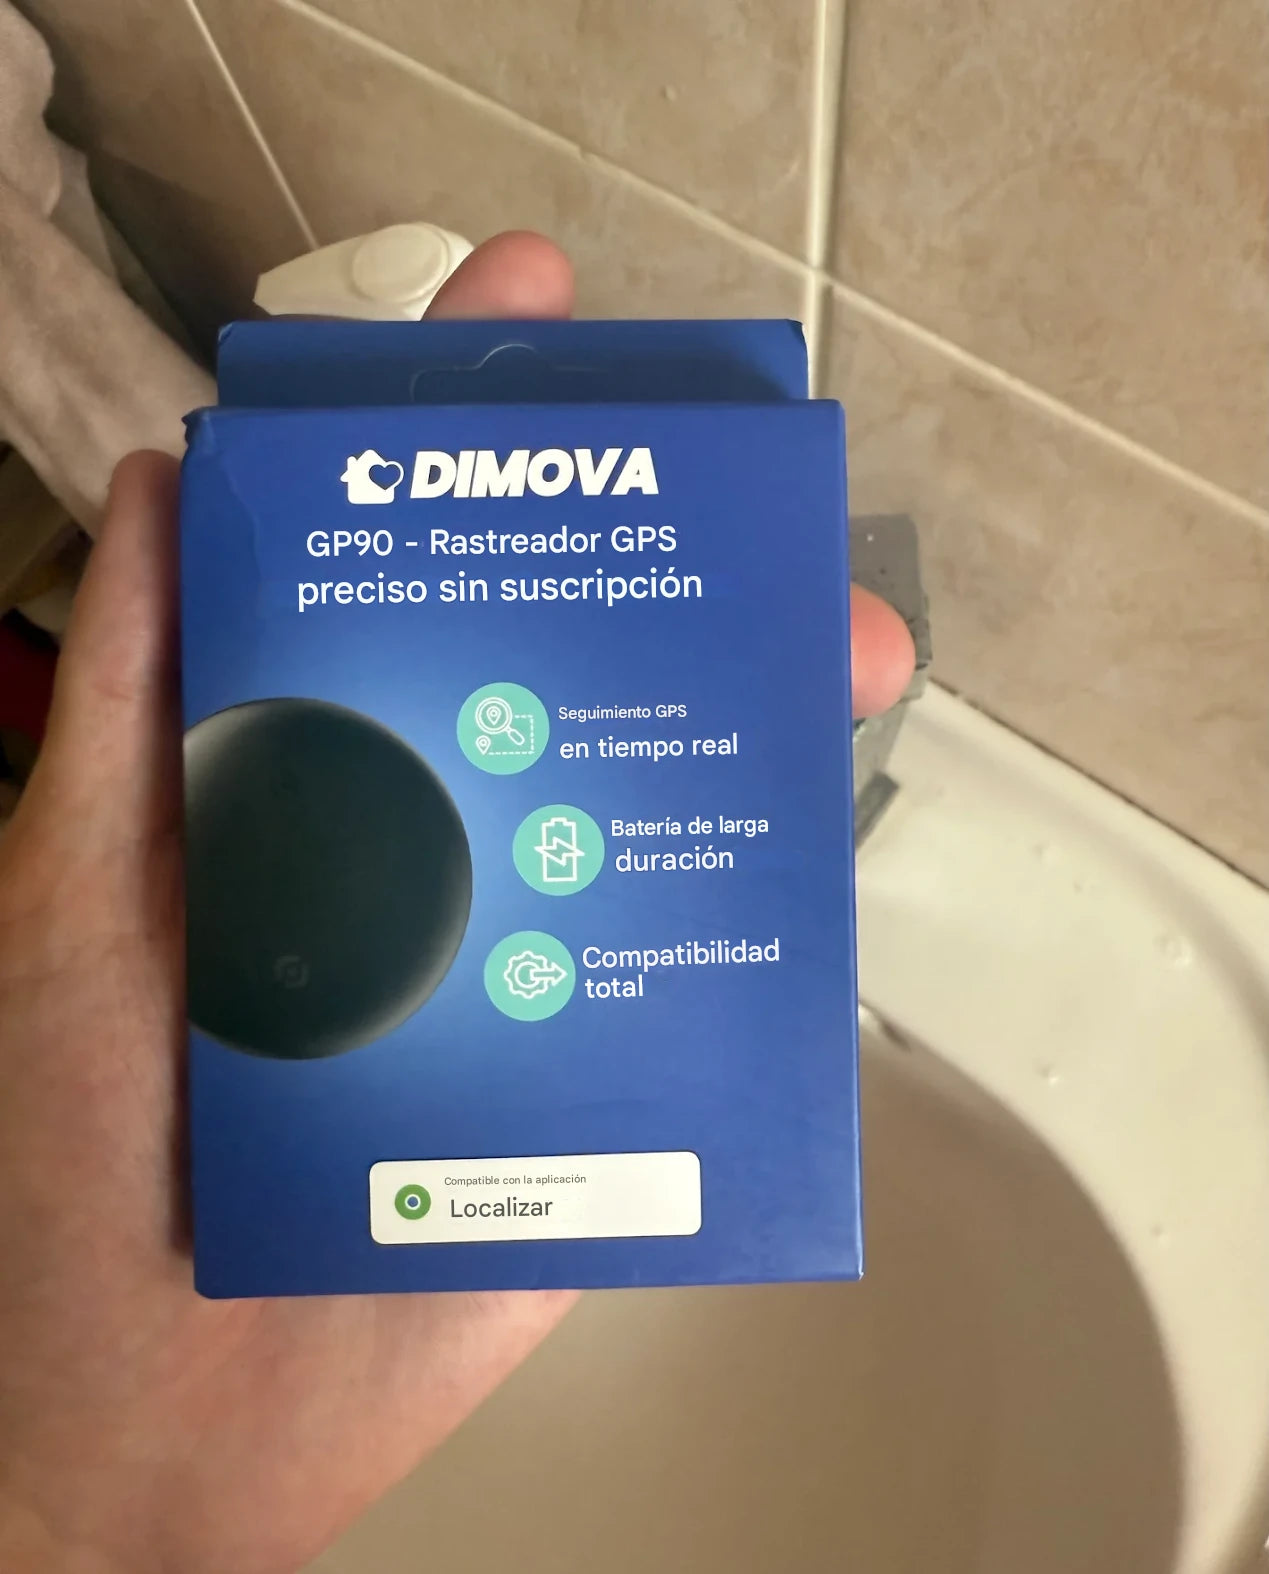 DIMOVA
GP90 - Rastreador GPS
preciso sin suscripción
Seguimiento GPS
en tiempo real
Batería de larga
duración
Compatibilidad
total
Compatible con la aplicación
Localizar